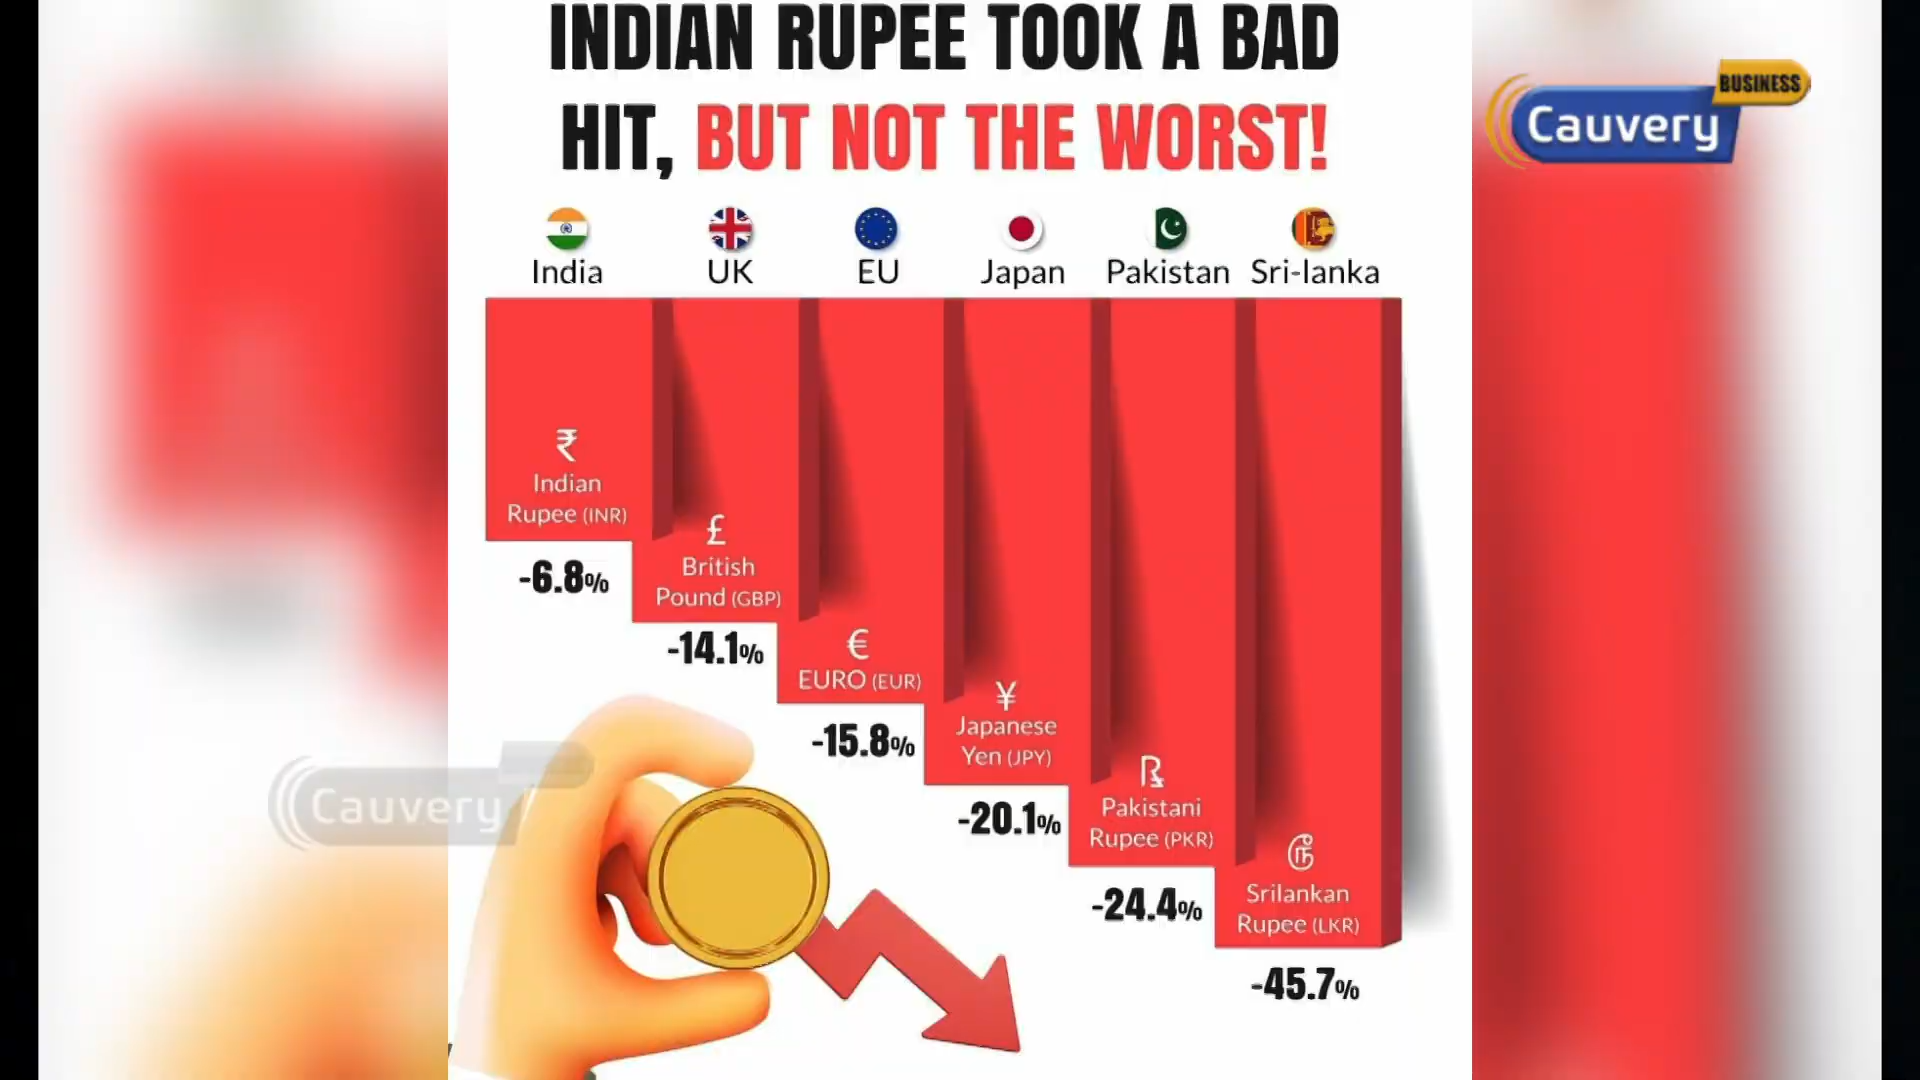 INDIAN RUPEE TOOK A BAD
HIT, BUT NOT THE WORST!
BUSINESS
Cauvery
India
UK
EU
Japan
Pakistan
Sri-lanka
₹
Indian
Rupee (INR)
-6.8%
£
British
Pound (GBP)
-14.1%
€
EURO (EUR)
-15.8%
¥
Japanese
Yen (JPY)
-20.1%
Pakistani
Rupee (PKR)
-24.4%
௹
Srilankan
Rupee (LKR)
-45.7%
Cauvery